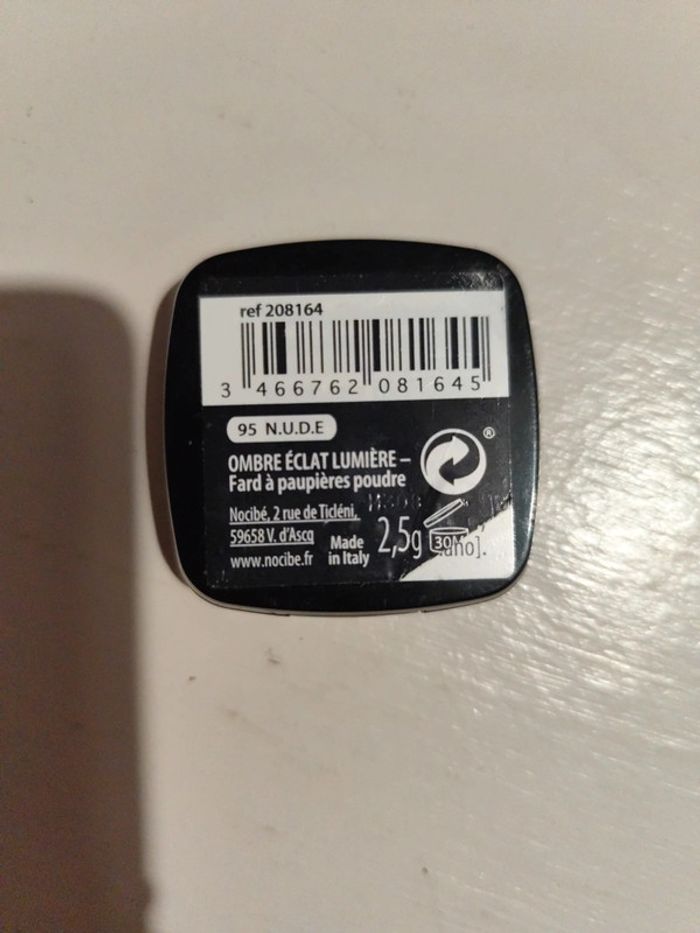 ref 208164
3 466762 081645
95 N.U.D.E
OMBRE ÉCLAT LUMIÈRE –
Fard à paupières poudre
Nocibé, 2 rue de Ticléni,
59658 V. d'Ascq
www.nocibe.fr
Made
in Italy
2,5g
30M
®